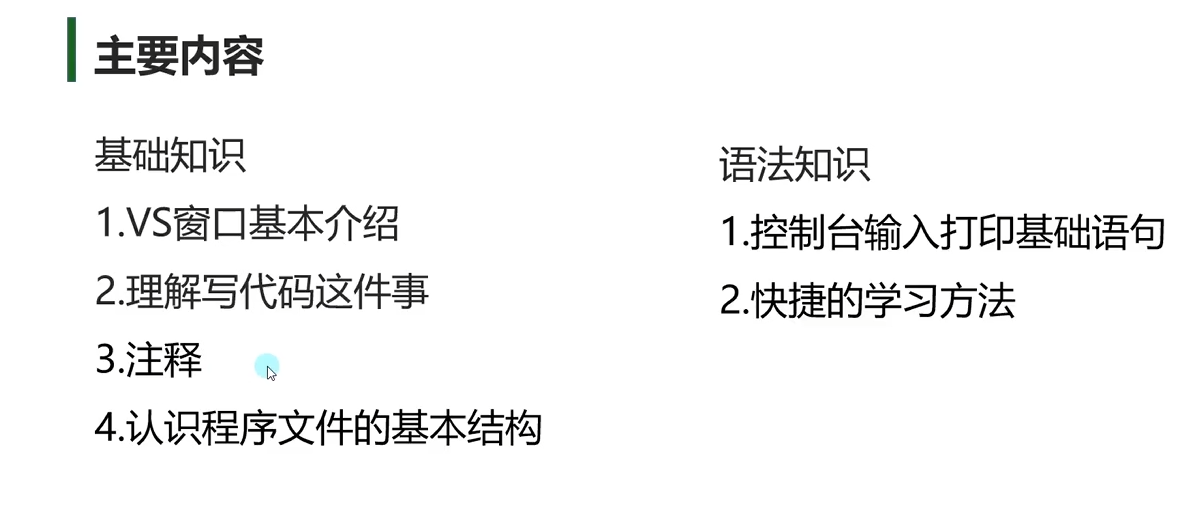 主要内容
基础知识
1.VS窗口基本介绍
2.理解写代码这件事
3.注释
4.认识程序文件的基本结构
语法知识
1.控制台输入打印基础语句
2.快捷的学习方法